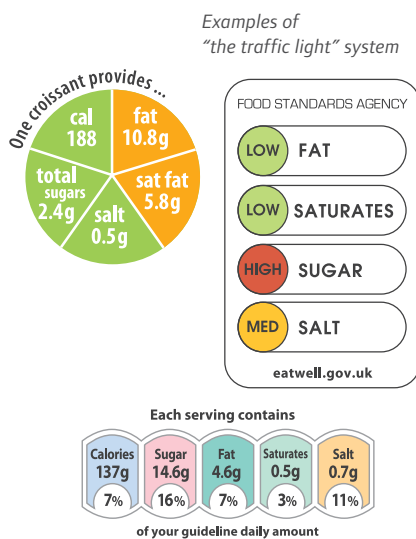 Examples of
"the traffic light" system
One croissant provides ...
cal
188
fat
10.8g
sat fat
5.8g
salt
0.5g
total
sugars
2.4g
FOOD STANDARDS AGENCY
LOW FAT
LOW SATURATES
HIGH SUGAR
MED SALT
eatwell.gov.uk
Each serving contains
Calories Sugar Fat Saturates Salt
137g 14.6g 4.6g 0.5g 0.7g
7% 16% 7% 3% 11%
of your guideline daily amount